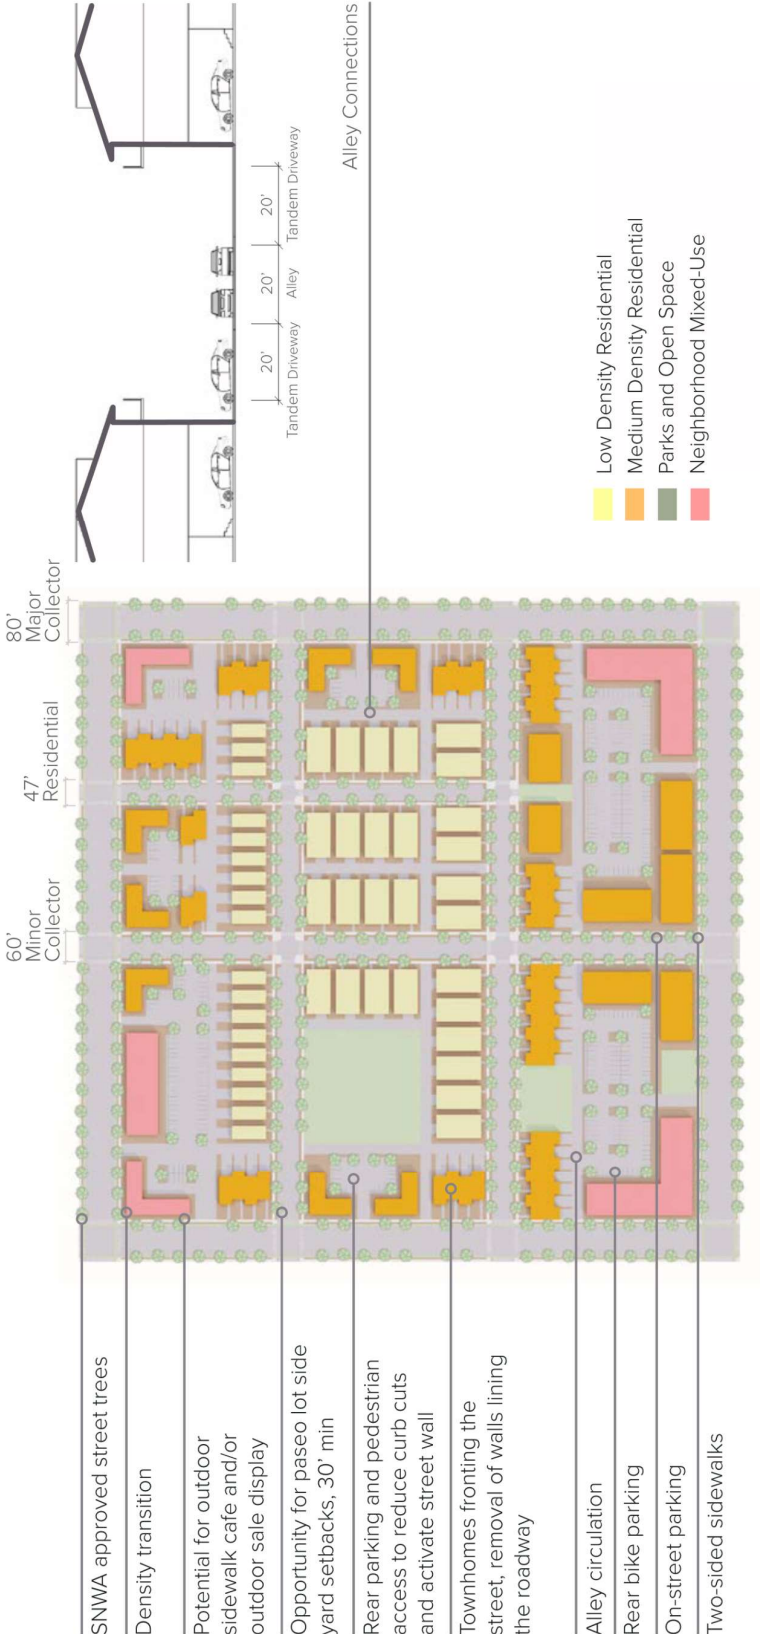 SNWA approved street trees
Density transition
Potential for outdoor
sidewalk cafe and/or
outdoor sale display
Opportunity for paseo lot side
yard setbacks, 30' min
Rear parking and pedestrian
access to reduce curb cuts
and activate street wall
Townhomes fronting the
street, removal of walls lining
the roadway
Alley circulation
Rear bike parking
On-street parking
Two-sided sidewalks
60'
Minor
Collector
47'
Residential
80'
Major
Collector
20'
Tandem Driveway
20'
Alley
20'
Tandem Driveway
Alley Connections
Low Density Residential
Medium Density Residential
Parks and Open Space
Neighborhood Mixed-Use